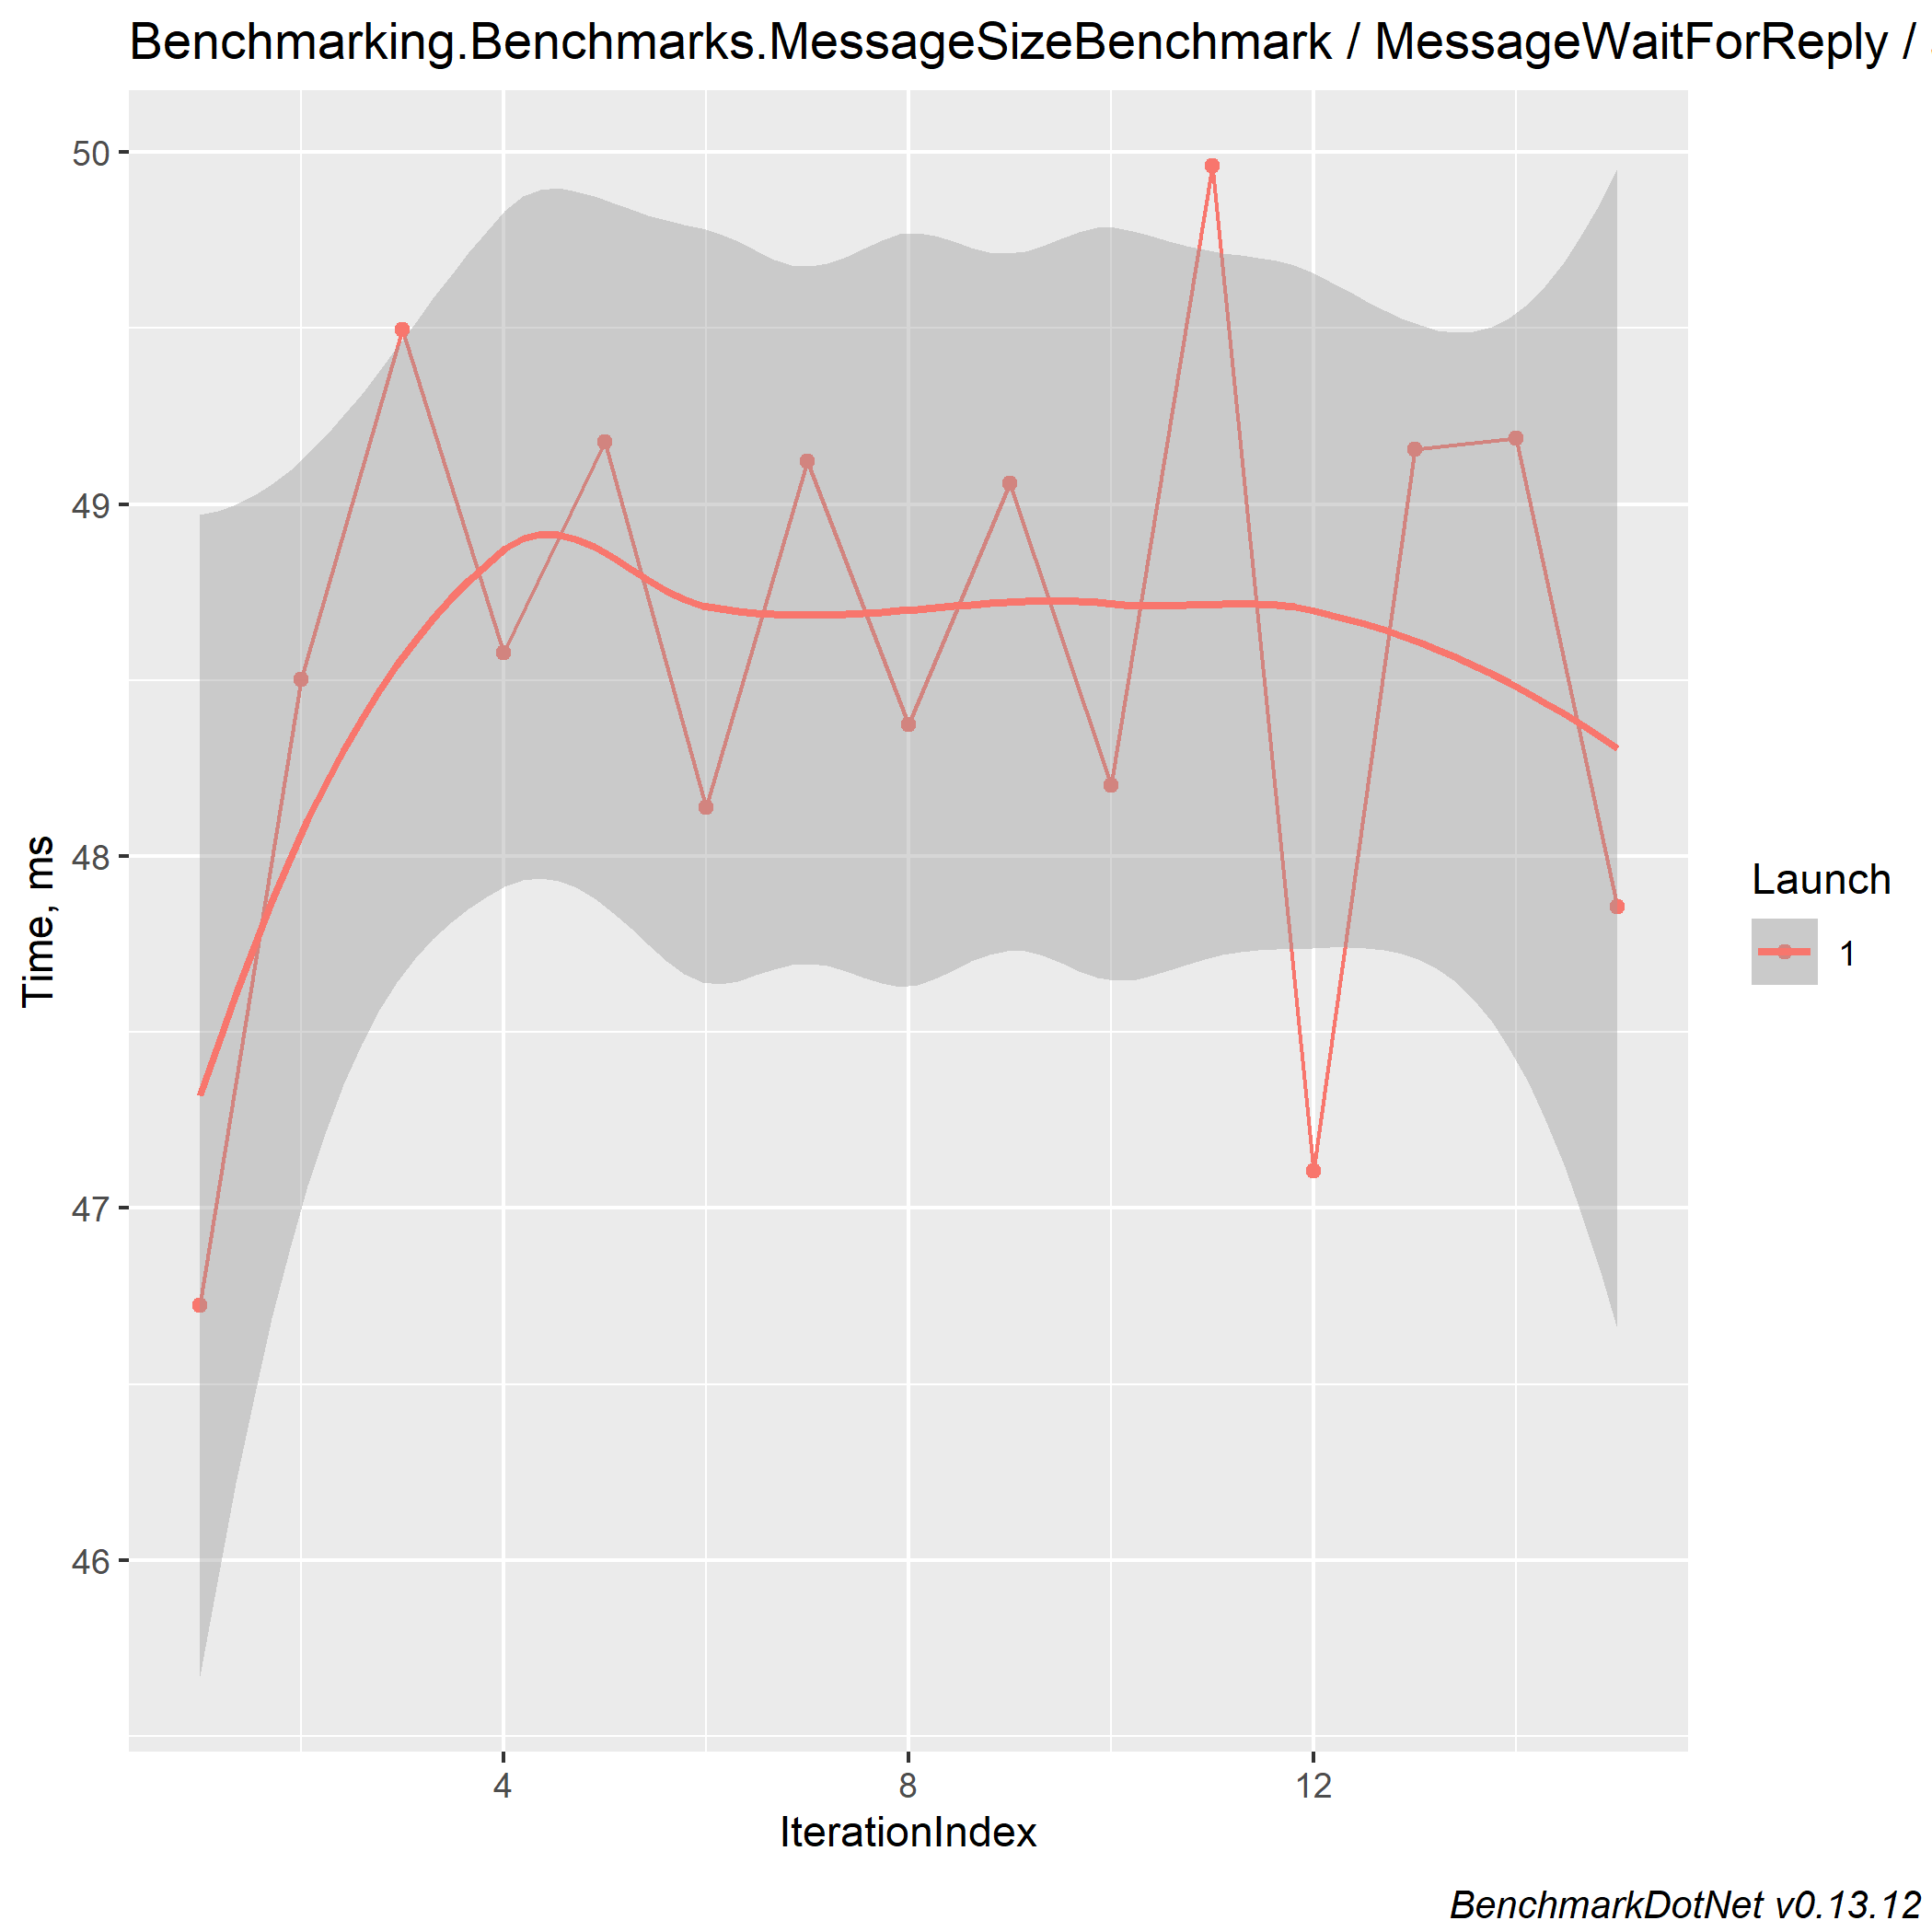 Benchmarking.Benchmarks.MessageSizeBenchmark / MessageWaitForReply /
50
49
48
47
46
Time, ms
4 8 12
IterationIndex
Launch
1
BenchmarkDotNet v0.13.12